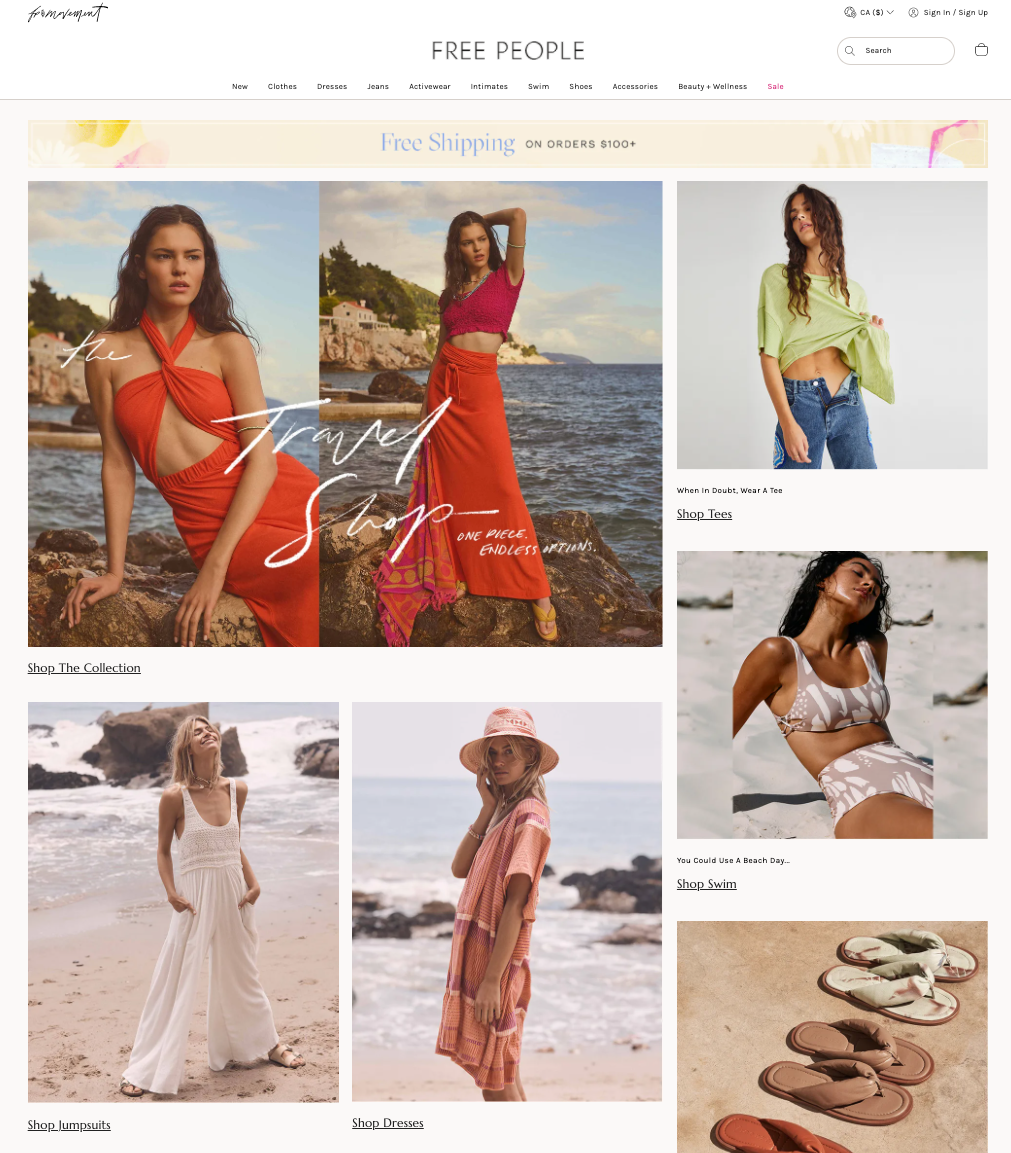 fp movement
CA ($)
Sign In / Sign Up
FREE PEOPLE
Search
New Clothes Dresses Jeans Activewear Intimates Swim Shoes Accessories Beauty + Wellness Sale
Free Shipping ON ORDERS $100+
the
Travel
Shop
ONE PIECE.
ENDLESS OPTIONS.
Shop The Collection
When In Doubt, Wear A Tee
Shop Tees
You Could Use A Beach Day...
Shop Swim
Shop Jumpsuits
Shop Dresses